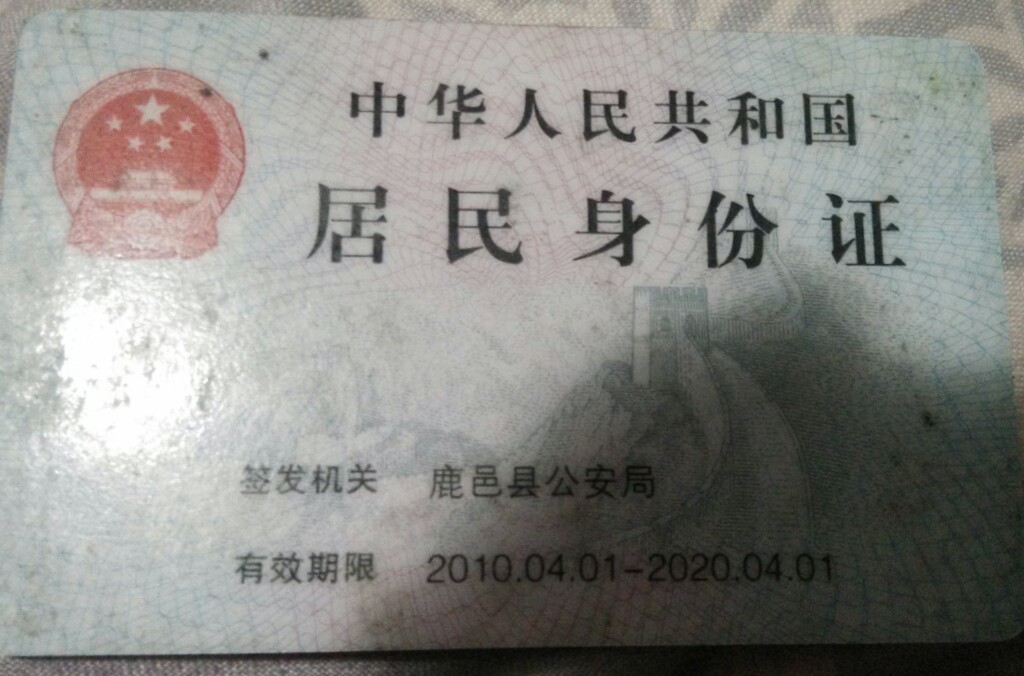 中华人民共和国
居民身份证
签发机关 鹿邑县公安局
有效期限 2010.04.01-2020.04.01